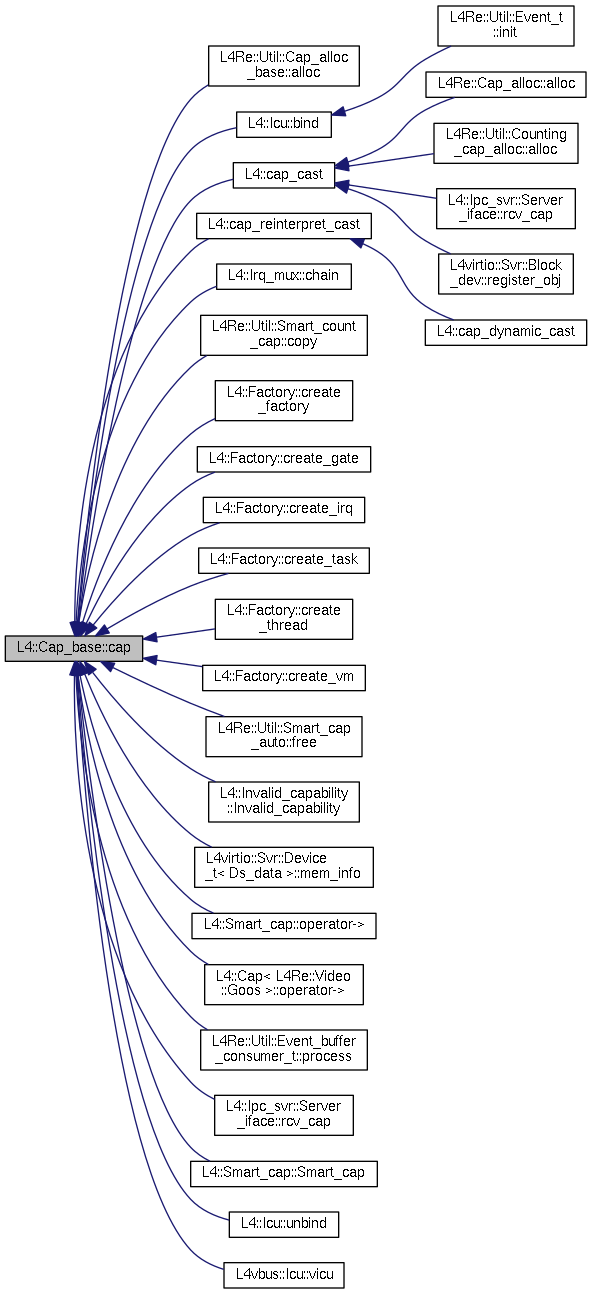 L4::Cap_base::cap
L4Re::Util::Cap_alloc
_base::alloc
L4::Icu::bind
L4::cap_cast
L4::cap_reinterpret_cast
L4::Irq_mux::chain
L4Re::Util::Smart_count
_cap::copy
L4::Factory::create
_factory
L4::Factory::create_gate
L4::Factory::create_irq
L4::Factory::create_task
L4::Factory::create
_thread
L4::Factory::create_vm
L4Re::Util::Smart_cap
_auto::free
L4::Invalid_capability
::Invalid_capability
L4virtio::Svr::Device
_t< Ds_data >::mem_info
L4::Smart_cap::operator->
L4::Cap< L4Re::Video
::Goos >::operator->
L4Re::Util::Event_buffer
_consumer_t::process
L4::Ipc_svr::Server
_iface::rcv_cap
L4::Smart_cap::Smart_cap
L4::Icu::unbind
L4vbus::Icu::vicu
L4Re::Util::Event_t
::init
L4Re::Cap_alloc::alloc
L4Re::Util::Counting
_cap_alloc::alloc
L4::Ipc_svr::Server
_iface::rcv_cap
L4virtio::Svr::Block
_dev::register_obj
L4::cap_dynamic_cast